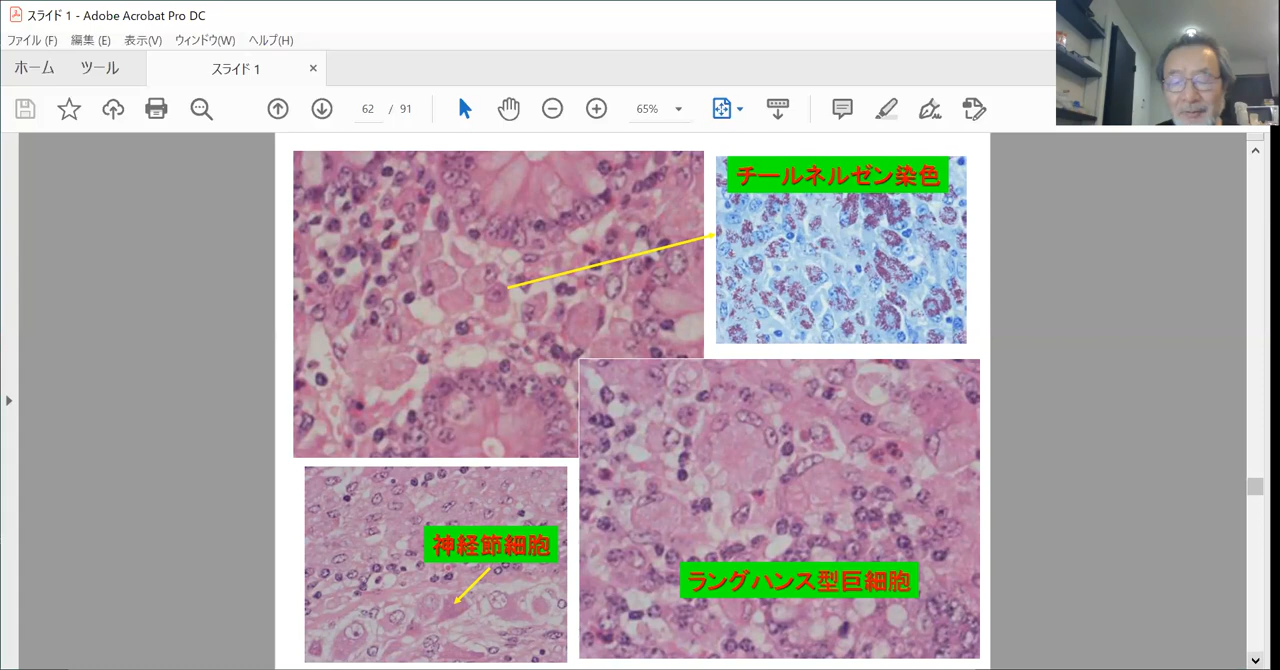 スライド 1 - Adobe Acrobat Pro DC
ファイル (F) 編集 (E) 表示(V) ウィンドウ(W) ヘルプ(H)
ホーム ツール スライド 1 ×
62 / 91 65%
チールネルゼン染色
神経節細胞
ラングハンス型巨細胞